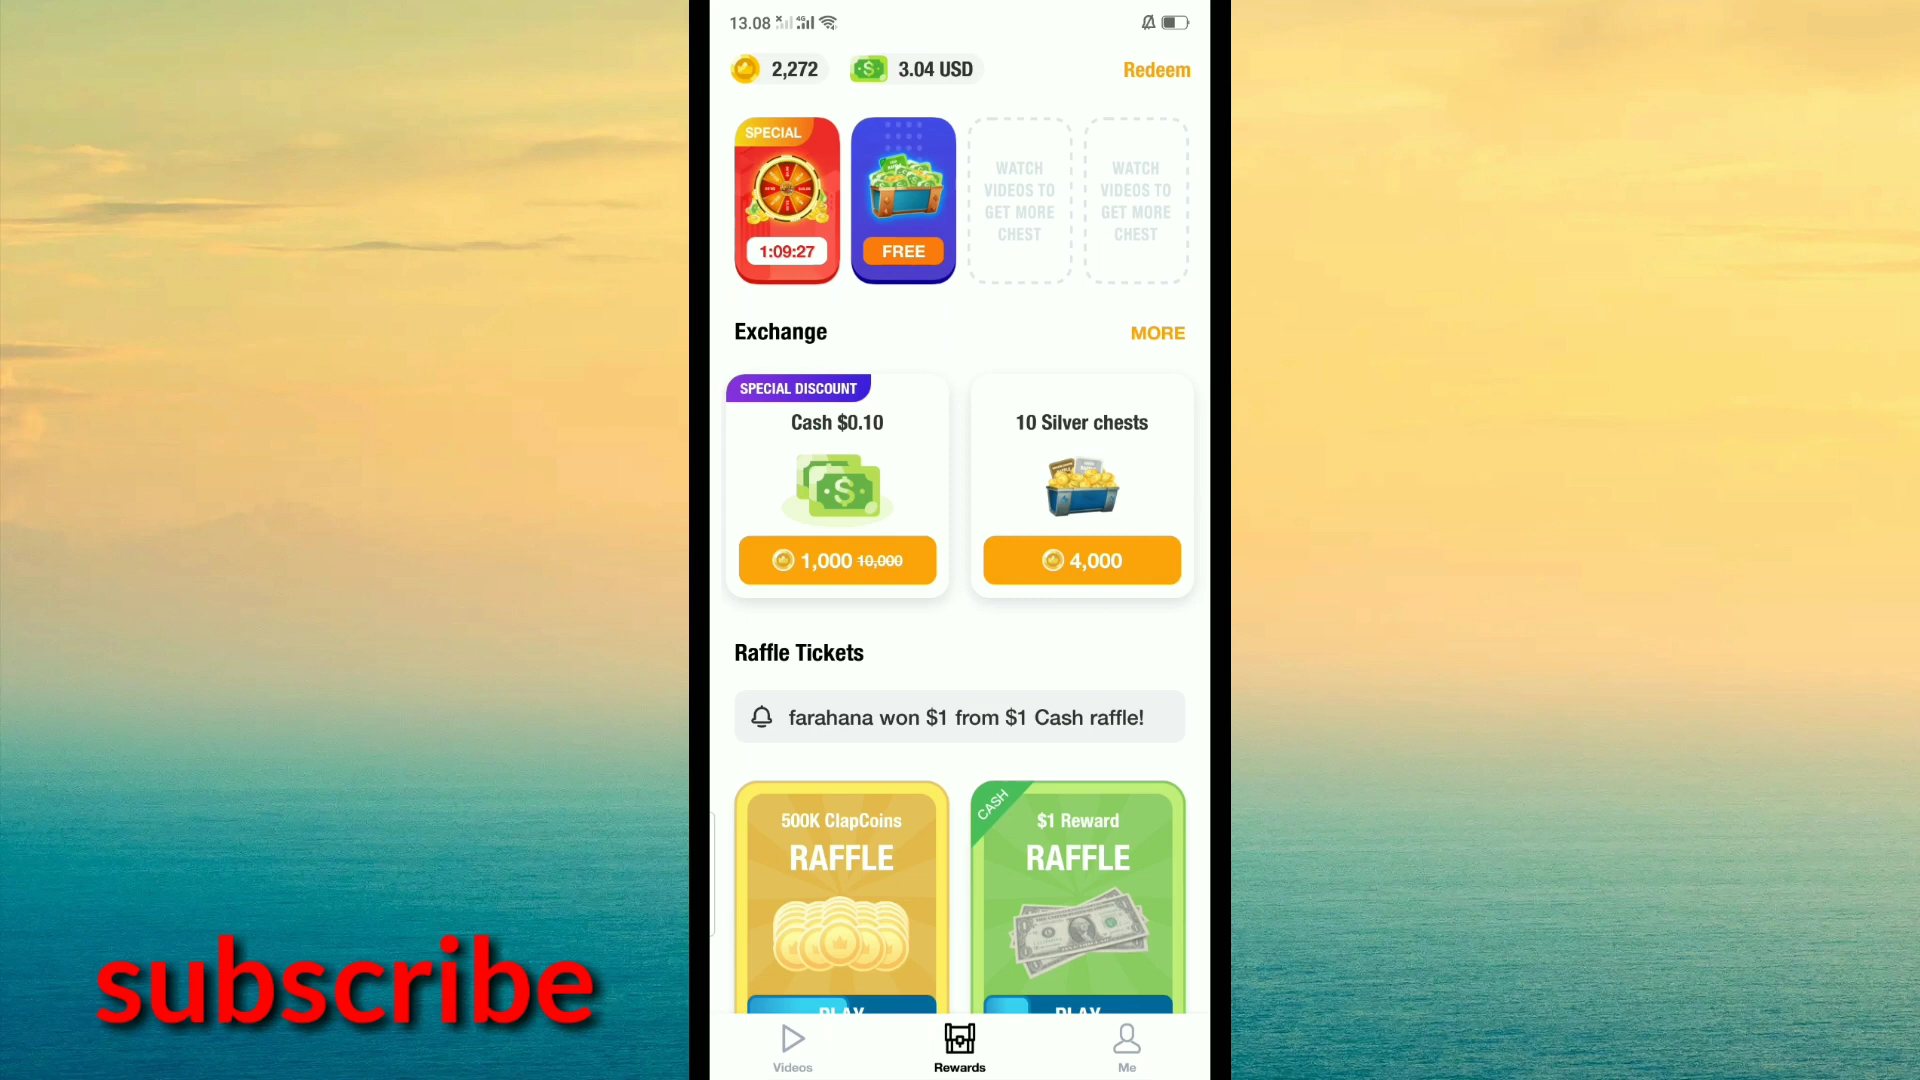 13.08
2,272
3.04 USD
Redeem
SPECIAL
1:09:27
FREE
WATCH
VIDEOS TO
GET MORE
CHEST
WATCH
VIDEOS TO
GET MORE
CHEST
Exchange
MORE
SPECIAL DISCOUNT
Cash $0.10
1,000 10,000
10 Silver chests
4,000
Raffle Tickets
farahana won $1 from $1 Cash raffle!
500K ClapCoins
RAFFLE
PLAY
CASH
$1 Reward
RAFFLE
PLAY
Videos
Rewards
Me
subscribe